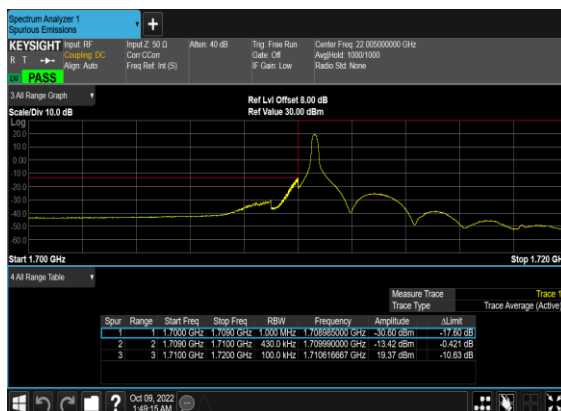 Spectrum Analyzer 1
Spurious Emissions
KEYSIGHT Input: RF Input Z: 50 Ω Atten: 40 dB Trig: Free Run Center Freq: 22.005000000 GHz
R T Coupling: DC Corr CCorr Gate: Off Avg|Hold: 1000/1000
Align: Auto Freq Ref: Int (S) IF Gain: Low Radio Std: None
PASS
3 All Range Graph
Ref Lvl Offset 8.00 dB
Scale/Div 10.0 dB Ref Value 30.00 dBm
Log
20.0
10.0
0.00
-10.0
-20.0
-30.0
-40.0
-50.0
-60.0
Start 1.700 GHz Stop 1.720 GH
4 All Range Table
Measure Trace Trace 1
Trace Type Trace Average (Active)
Spur Range Start Freq Stop Freq RBW Frequency Amplitude ΔLimit
1 1 1.7000 GHz 1.7090 GHz 1.000 MHz 1.708985000 GHz -30.60 dBm -17.60 dB
2 2 1.7090 GHz 1.7100 GHz 430.0 kHz 1.709990000 GHz -13.42 dBm -0.421 dB
3 3 1.7100 GHz 1.7200 GHz 100.0 kHz 1.710616667 GHz 19.37 dBm -10.63 dB
? Oct 09, 2022
1:49:15 AM